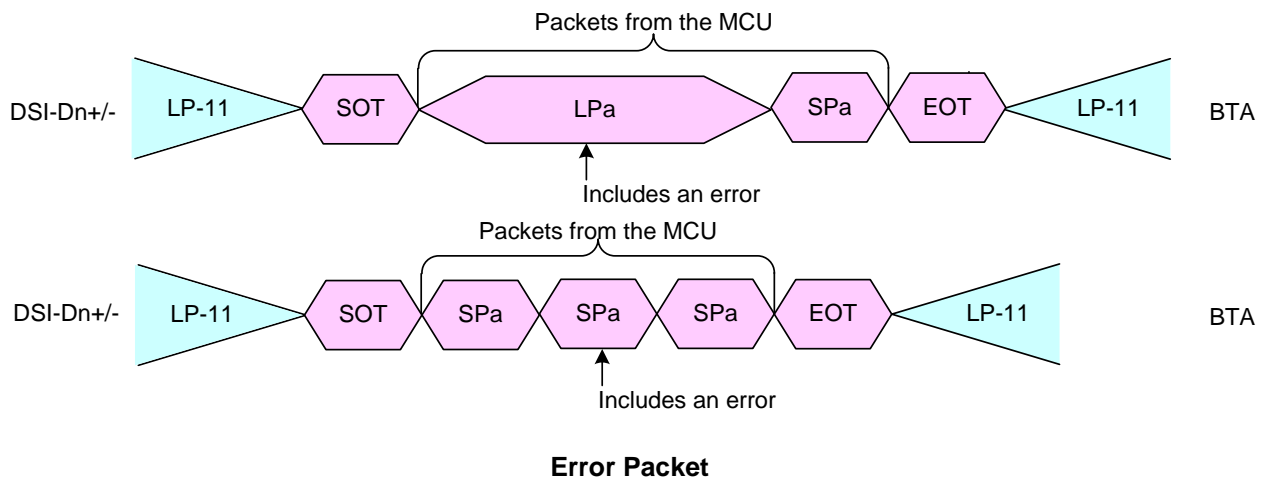 Packets from the MCU
DSI-Dn+/- LP-11 SOT LPa SPa EOT LP-11 BTA
Includes an error
Packets from the MCU
DSI-Dn+/- LP-11 SOT SPa SPa SPa EOT LP-11 BTA
Includes an error
Error Packet